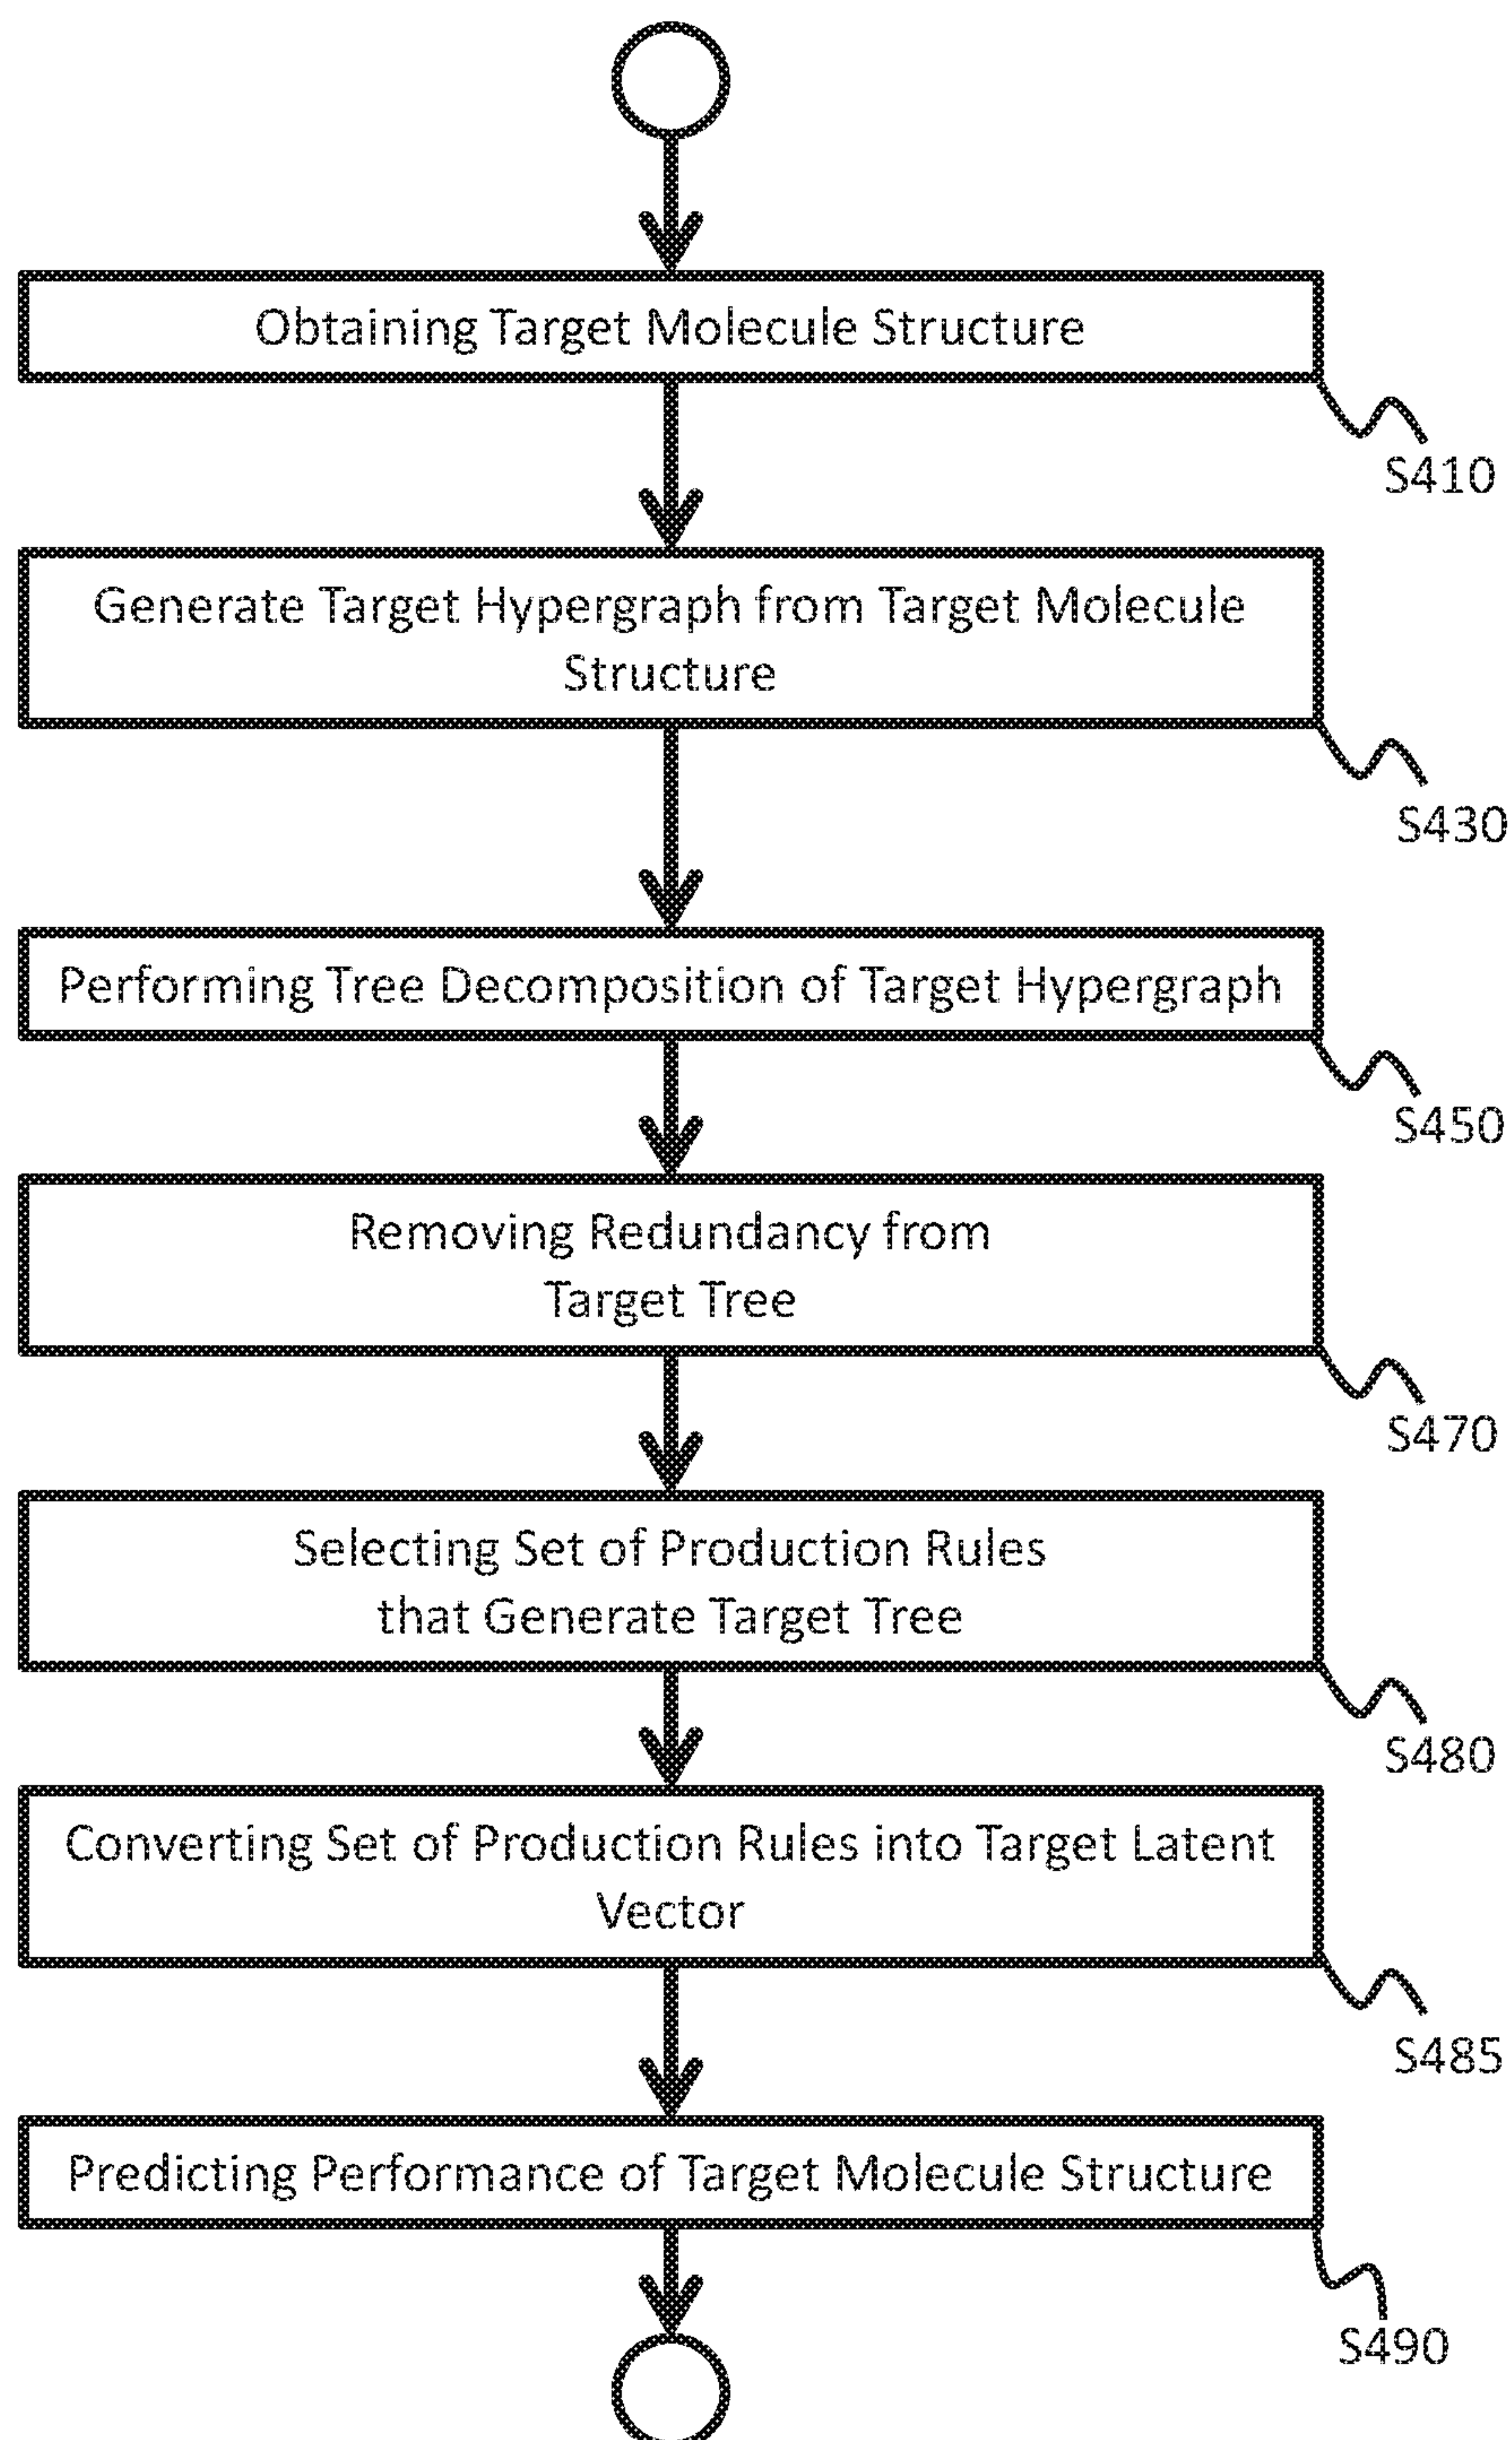 Obtaining Target Molecule Structure
S410
Generate Target Hypergraph from Target Molecule
Structure
S430
Performing Tree Decomposition of Target Hypergraph
S450
Removing Redundancy from
Target Tree
S470
Selecting Set of Production Rules
that Generate Target Tree
S480
Converting Set of Production Rules into Target Latent
Vector
S485
Predicting Performance of Target Molecule Structure
S490